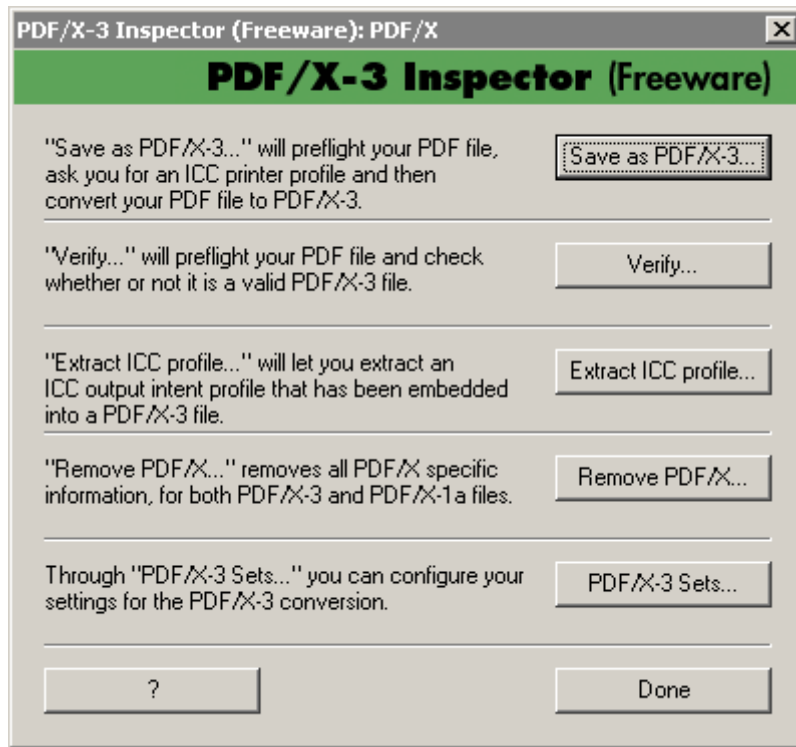 PDF/X-3 Inspector (Freeware): PDF/X
PDF/X-3 Inspector (Freeware)
"Save as PDF/X-3..." will preflight your PDF file,
ask you for an ICC printer profile and then
convert your PDF file to PDF/X-3.
Save as PDF/X-3...
"Verify..." will preflight your PDF file and check
whether or not it is a valid PDF/X-3 file.
Verify...
"Extract ICC profile..." will let you extract an
ICC output intent profile that has been embedded
into a PDF/X-3 file.
Extract ICC profile...
"Remove PDF/X..." removes all PDF/X specific
information, for both PDF/X-3 and PDF/X-1a files.
Remove PDF/X...
Through "PDF/X-3 Sets..." you can configure your
settings for the PDF/X-3 conversion.
PDF/X-3 Sets...
?
Done